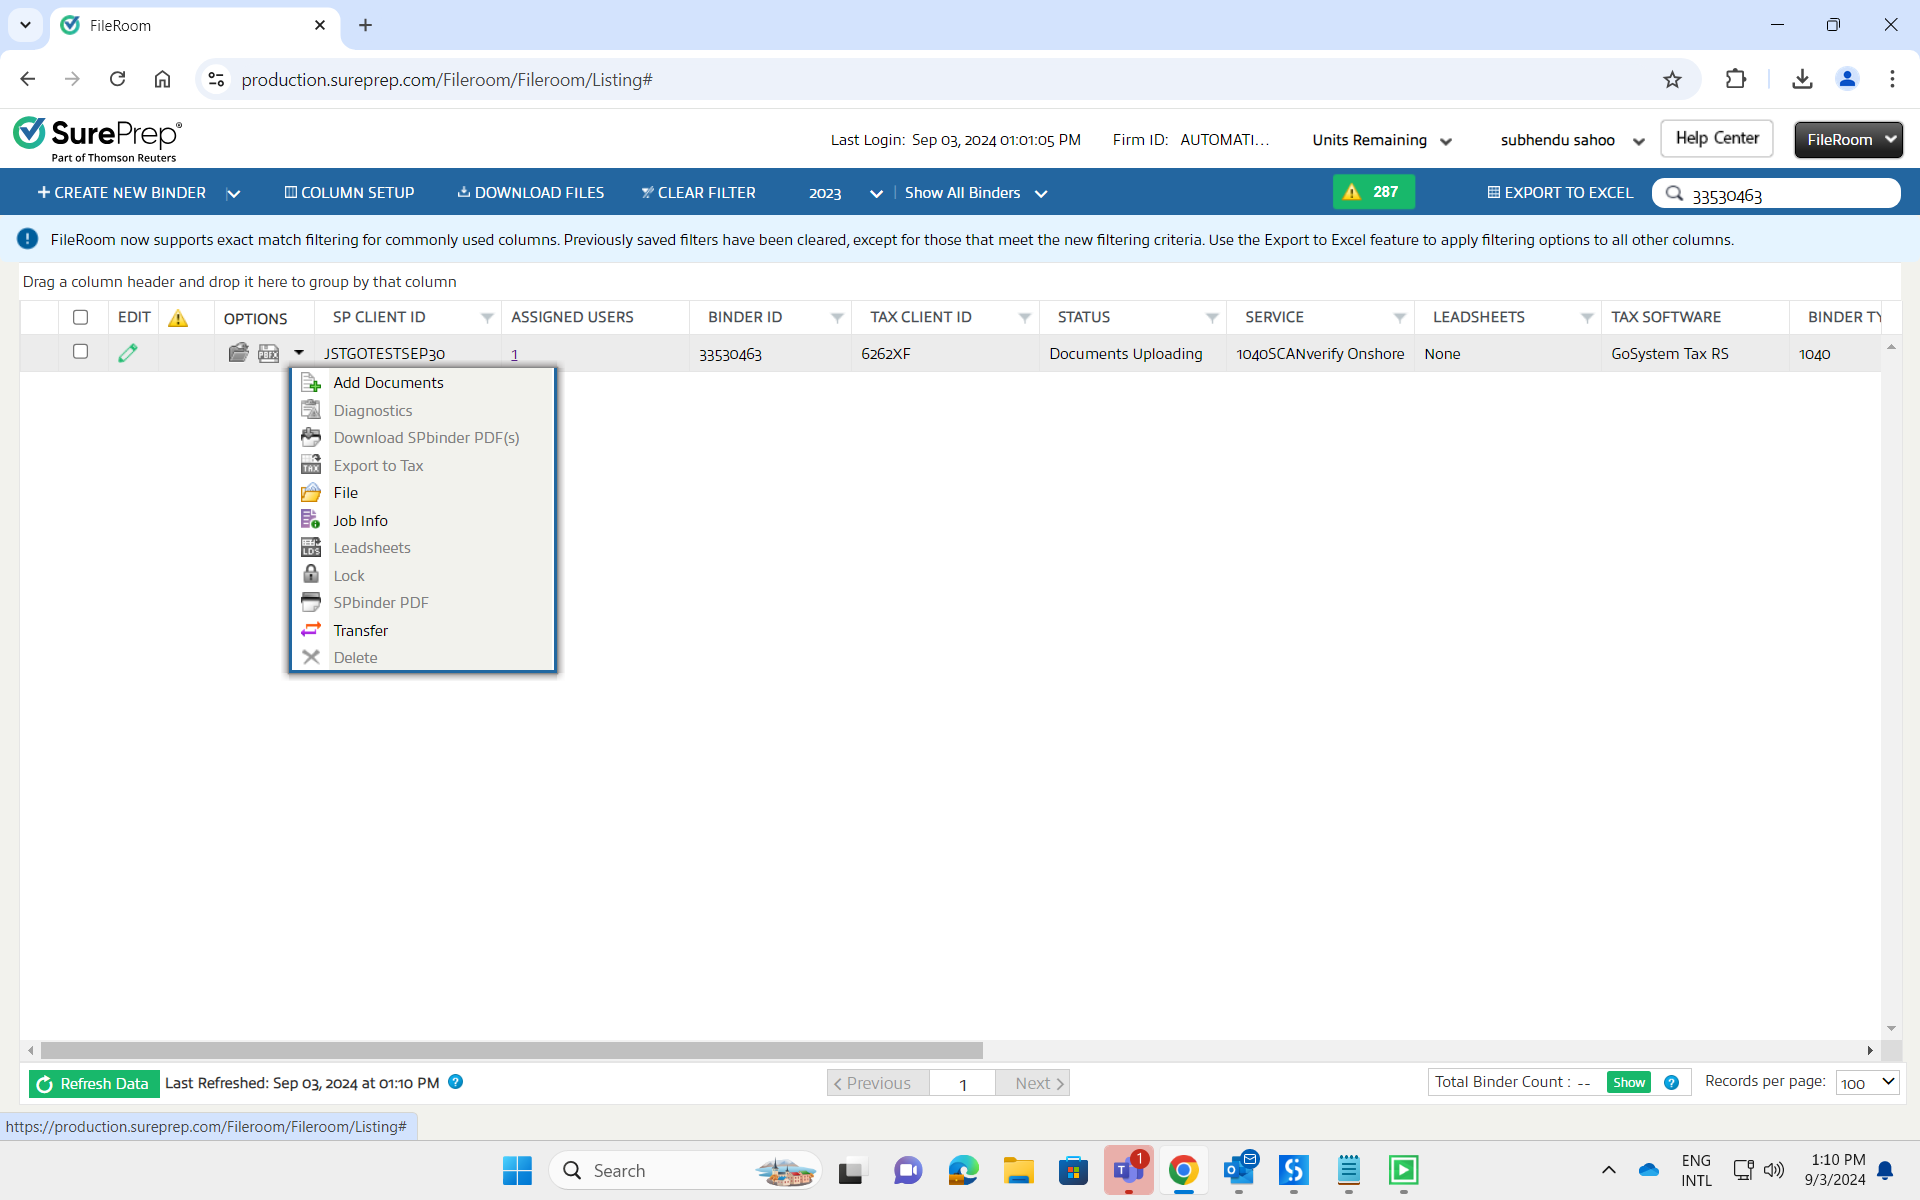 FileRoom
production.sureprep.com/Fileroom/Fileroom/Listing#
SurePrep®
Part of Thomson Reuters
Last Login: Sep 03, 2024 01:01:05 PM
Firm ID: AUTOMATI...
Units Remaining
subhendu sahoo
Help Center
FileRoom
+ CREATE NEW BINDER
COLUMN SETUP
DOWNLOAD FILES
CLEAR FILTER
2023
Show All Binders
287
EXPORT TO EXCEL
33530463
FileRoom now supports exact match filtering for commonly used columns. Previously saved filters have been cleared, except for those that meet the new filtering criteria. Use the Export to Excel feature to apply filtering options to all other columns.
Drag a column header and drop it here to group by that column
EDIT OPTIONS SP CLIENT ID ASSIGNED USERS BINDER ID TAX CLIENT ID STATUS SERVICE LEADSHEETS TAX SOFTWARE BINDER TY
PBFX JSTGOTESTSEP30 1 33530463 6262XF Documents Uploading 1040SCANverify Onshore None GoSystem Tax RS 1040
Add Documents
Diagnostics
Download SPbinder PDF(s)
TAX Export to Tax
File
Job Info
LDS Leadsheets
Lock
SPbinder PDF
Transfer
Delete
Refresh Data
Last Refreshed: Sep 03, 2024 at 01:10 PM ?
Previous 1 Next
Total Binder Count : -- Show ?
Records per page: 100
https://production.sureprep.com/Fileroom/Fileroom/Listing#
Search
T 1
ENG
INTL
1:10 PM
9/3/2024